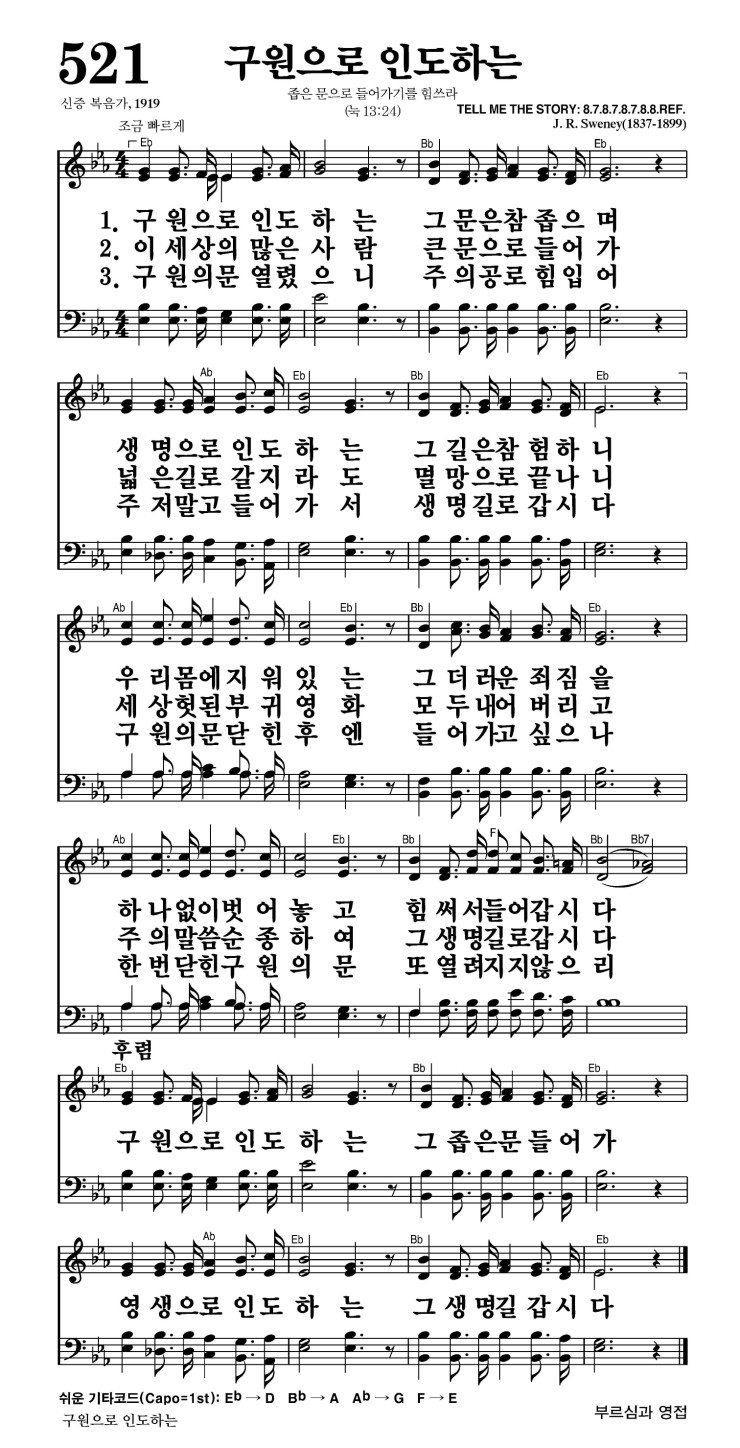 521 구원으로 인도하는
좁은 문으로 들어가기를 힘쓰라
신증 복음가, 1919
(눅 13:24)
TELL ME THE STORY: 8.7.8.7.8.7.8.8.REF.
조금 빠르게
J. R. Sweney(1837-1899)
Eb Bb Eb
1. 구 원으로 인도 하 는 그 문은참 좁으 며
2. 이 세상의 많은 사 람 큰 문으로 들어 가
3. 구 원의문 열렸 으 니 주 의공로 힘입 어
Ab Eb Bb Eb
생 명으로 인도 하 는 그 길은참 험하 니
넓 은길로 갈지 라 도 멸 망으로 끝나 니
주 저말고 들어 가 서 생 명길로 갑시 다
Ab Eb Bb Eb
우 리몸에지 워 있 는 그 더 러운 죄 짐 을
세 상헛된부 귀 영 화 모 두 내어 버 리 고
구 원의문닫 힌 후 엔 들 어 가고 싶 으 나
Ab Eb Bb F Bb Bb7
하 나없이벗 어 놓 고 힘 써 서들어갑 시 다
주 의말씀순 종 하 여 그 생 명길로갑 시 다
한 번닫힌구 원 의 문 또 열 려지지않 으 리
후렴
Eb Bb Eb
구 원으로 인도 하 는 그 좁은문 들어 가
Ab Eb Bb Eb
영 생으로 인도 하 는 그 생 명길 갑시 다
쉬운 기타코드(Capo=1st): Eb → D Bb → A Ab → G F → E
구원으로 인도하는
부르심과 영접